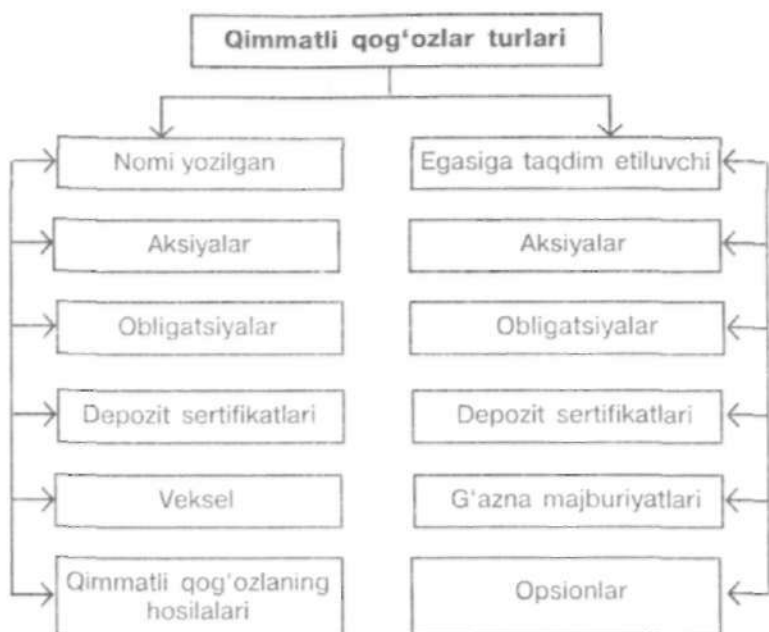 Qimmatli qog‘ozlar turlari
Nomi yozilgan
Egasiga taqdim etiluvchi
Aksiyalar
Aksiyalar
Obligatsiyalar
Obligatsiyalar
Depozit sertifikatlari
Depozit sertifikatlari
Veksel
G‘azna majburiyatlari
Qimmatli qog‘ozlaning
hosilalari
Opsionlar